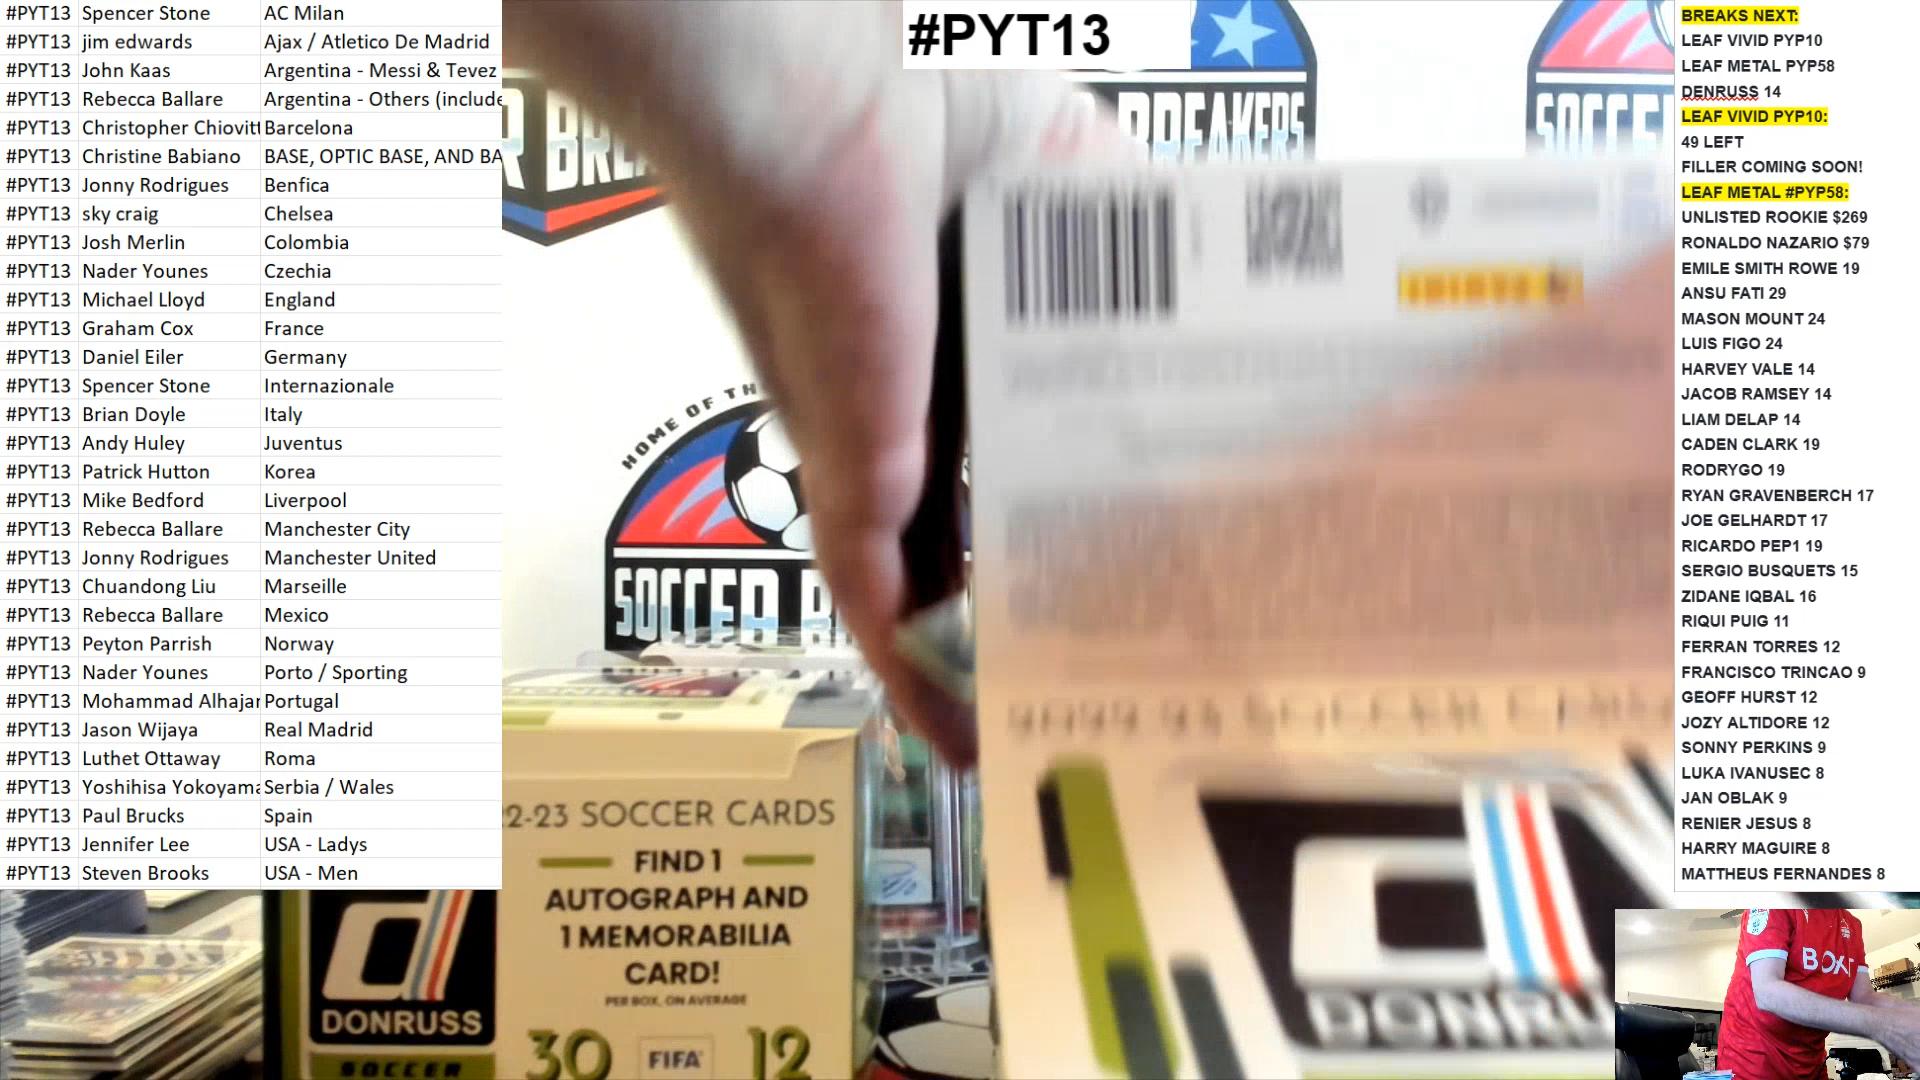 #PYT13 Spencer Stone AC Milan
#PYT13 jim edwards Ajax / Atletico De Madrid
#PYT13 John Kaas Argentina - Messi & Tevez
#PYT13 Rebecca Ballare Argentina - Others (include
#PYT13 Christopher Chiovitt Barcelona
#PYT13 Christine Babiano BASE, OPTIC BASE, AND BA
#PYT13 Jonny Rodrigues Benfica
#PYT13 sky craig Chelsea
#PYT13 Josh Merlin Colombia
#PYT13 Nader Younes Czechia
#PYT13 Michael Lloyd England
#PYT13 Graham Cox France
#PYT13 Daniel Eiler Germany
#PYT13 Spencer Stone Internazionale
#PYT13 Brian Doyle Italy
#PYT13 Andy Huley Juventus
#PYT13 Patrick Hutton Korea
#PYT13 Mike Bedford Liverpool
#PYT13 Rebecca Ballare Manchester City
#PYT13 Jonny Rodrigues Manchester United
#PYT13 Chuandong Liu Marseille
#PYT13 Rebecca Ballare Mexico
#PYT13 Peyton Parrish Norway
#PYT13 Nader Younes Porto / Sporting
#PYT13 Mohammad Alhajar Portugal
#PYT13 Jason Wijaya Real Madrid
#PYT13 Luthet Ottaway Roma
#PYT13 Yoshihisa Yokoyama Serbia / Wales
#PYT13 Paul Brucks Spain
#PYT13 Jennifer Lee USA - Ladys
#PYT13 Steven Brooks USA - Men
#PYT13
BREAKERS
SOCCER
HOME OF TH
SOCCER B
DONRUSS
22-23 SOCCER CARDS
FIND 1
AUTOGRAPH AND
1 MEMORABILIA
CARD!
PER BOX, ON AVERAGE
30 FIFA 12
d
DONRUSS
SOCCER
d
DONRU
BREAKS NEXT:
LEAF VIVID PYP10
LEAF METAL PYP58
DENRUSS 14
LEAF VIVID PYP10:
49 LEFT
FILLER COMING SOON!
LEAF METAL #PYP58:
UNLISTED ROOKIE $269
RONALDO NAZARIO $79
EMILE SMITH ROWE 19
ANSU FATI 29
MASON MOUNT 24
LUIS FIGO 24
HARVEY VALE 14
JACOB RAMSEY 14
LIAM DELAP 14
CADEN CLARK 19
RODRYGO 19
RYAN GRAVENBERCH 17
JOE GELHARDT 17
RICARDO PEP1 19
SERGIO BUSQUETS 15
ZIDANE IQBAL 16
RIQUI PUIG 11
FERRAN TORRES 12
FRANCISCO TRINCAO 9
GEOFF HURST 12
JOZY ALTIDORE 12
SONNY PERKINS 9
LUKA IVANUSEC 8
JAN OBLAK 9
RENIER JESUS 8
HARRY MAGUIRE 8
MATTHEUS FERNANDES 8